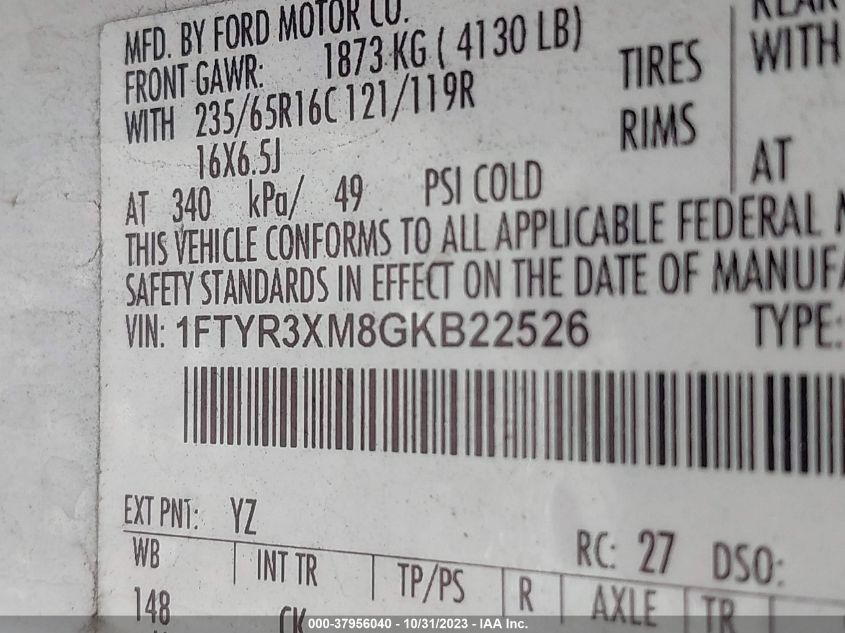 MFD. BY FORD MOTOR CO.
FRONT GAWR: 1873 KG ( 4130 LB)
WITH 235/65R16C 121/119R TIRES
16X6.5J RIMS
AT 340 kPa/ 49 PSI COLD
WITH
AT
THIS VEHICLE CONFORMS TO ALL APPLICABLE FEDERAL
SAFETY STANDARDS IN EFFECT ON THE DATE OF MANUFA
VIN: 1FTYR3XM8GKB22526 TYPE:
EXT PNT: YZ RC: 27 DSO:
WB INT TR TP/PS R AXLE TR
148 CK
000-37956040 - 10/31/2023 - IAA Inc.